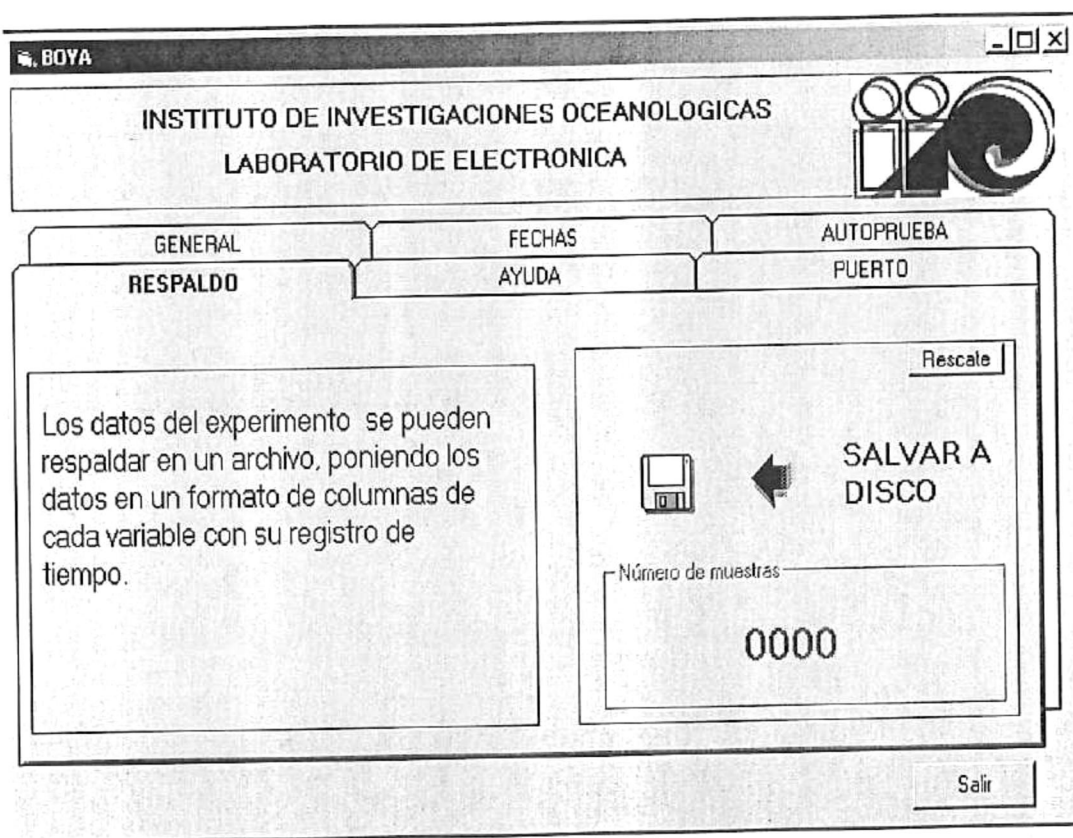 BOYA
INSTITUTO DE INVESTIGACIONES OCEANOLOGICAS
LABORATORIO DE ELECTRONICA
GENERAL
FECHAS
AUTOPRUEBA
RESPALDO
AYUDA
PUERTO
Los datos del experimento se pueden
respaldar en un archivo, poniendo los
datos en un formato de columnas de
cada variable con su registro de
tiempo.
Rescate
SALVAR A
DISCO
Número de muestras
0000
Salir